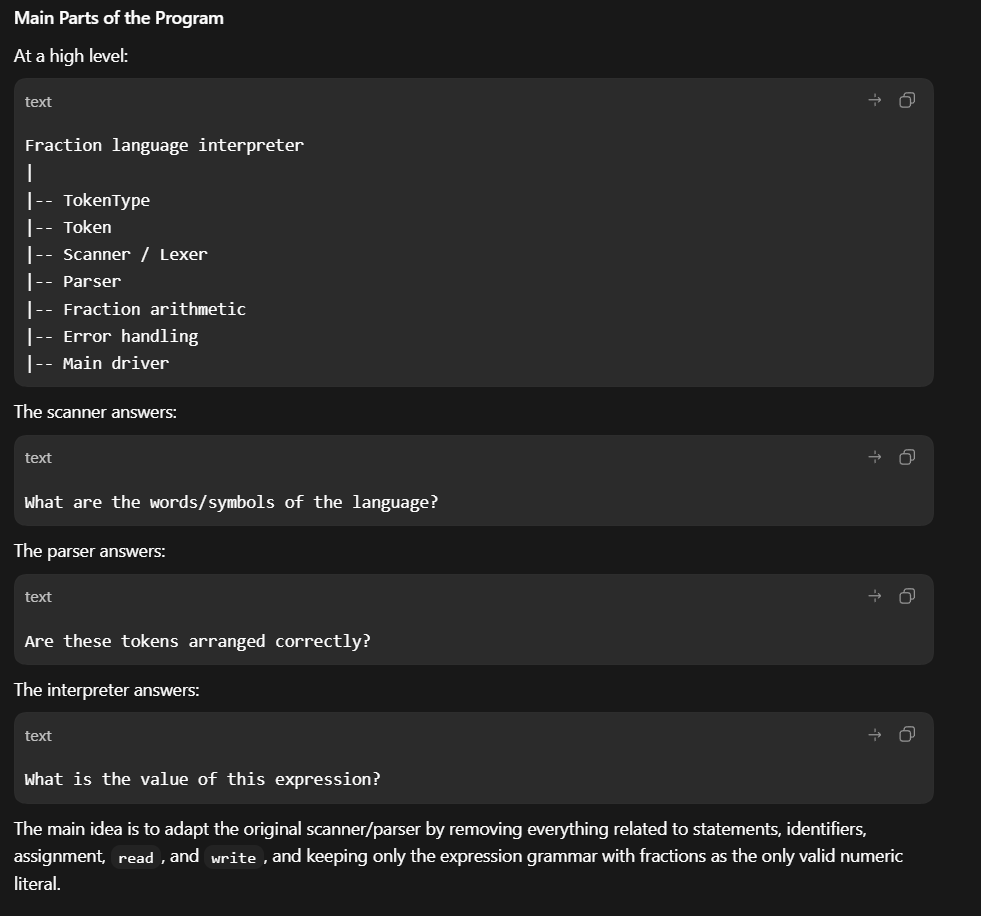 Main Parts of the Program
At a high level:
text
Fraction language interpreter
|
|-- TokenType
|-- Token
|-- Scanner / Lexer
|-- Parser
|-- Fraction arithmetic
|-- Error handling
|-- Main driver
The scanner answers:
text
What are the words/symbols of the language?
The parser answers:
text
Are these tokens arranged correctly?
The interpreter answers:
text
What is the value of this expression?
The main idea is to adapt the original scanner/parser by removing everything related to statements, identifiers,
assignment, read, and write, and keeping only the expression grammar with fractions as the only valid numeric
literal.